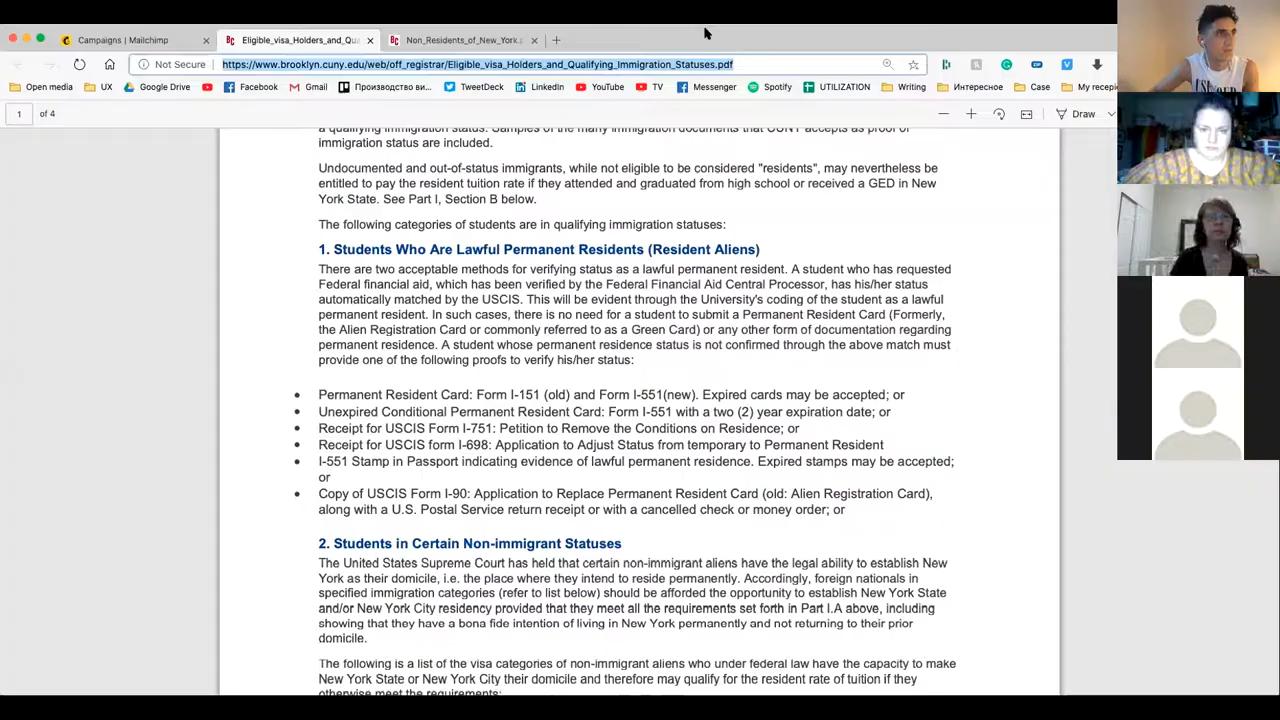 Campaigns | Mailchimp
Eligible_visa_Holders_and_Qua
Non_Residents_of_New_York.p
Not Secure
https://www.brooklyn.cuny.edu/web/off_registrar/Eligible_visa_Holders_and_Qualifying_Immigration_Statuses.pdf
Open media UX Google Drive Facebook Gmail Производство ви... TweetDeck LinkedIn YouTube TV Messenger Spotify UTILIZATION Writing Интересное Case My recepi
1 of 4
Draw
a qualifying immigration status. Samples of the many immigration documents that CUNY accepts as proof of
immigration status are included.
Undocumented and out-of-status immigrants, while not eligible to be considered "residents", may nevertheless be
entitled to pay the resident tuition rate if they attended and graduated from high school or received a GED in New
York State. See Part I, Section B below.
The following categories of students are in qualifying immigration statuses:
1. Students Who Are Lawful Permanent Residents (Resident Aliens)
There are two acceptable methods for verifying status as a lawful permanent resident. A student who has requested
Federal financial aid, which has been verified by the Federal Financial Aid Central Processor, has his/her status
automatically matched by the USCIS. This will be evident through the University's coding of the student as a lawful
permanent resident. In such cases, there is no need for a student to submit a Permanent Resident Card (Formerly,
the Alien Registration Card or commonly referred to as a Green Card) or any other form of documentation regarding
permanent residence. A student whose permanent residence status is not confirmed through the above match must
provide one of the following proofs to verify his/her status:
• Permanent Resident Card: Form I-151 (old) and Form I-551(new). Expired cards may be accepted; or
• Unexpired Conditional Permanent Resident Card: Form I-551 with a two (2) year expiration date; or
• Receipt for USCIS Form I-751: Petition to Remove the Conditions on Residence; or
• Receipt for USCIS form I-698: Application to Adjust Status from temporary to Permanent Resident
• I-551 Stamp in Passport indicating evidence of lawful permanent residence. Expired stamps may be accepted;
or
• Copy of USCIS Form I-90: Application to Replace Permanent Resident Card (old: Alien Registration Card),
along with a U.S. Postal Service return receipt or with a cancelled check or money order; or
2. Students in Certain Non-immigrant Statuses
The United States Supreme Court has held that certain non-immigrant aliens have the legal ability to establish New
York as their domicile, i.e. the place where they intend to reside permanently. Accordingly, foreign nationals in
specified immigration categories (refer to list below) should be afforded the opportunity to establish New York State
and/or New York City residency provided that they meet all the requirements set forth in Part I.A above, including
showing that they have a bona fide intention of living in New York permanently and not returning to their prior
domicile.
The following is a list of the visa categories of non-immigrant aliens who under federal law have the capacity to make
New York State or New York City their domicile and therefore may qualify for the resident rate of tuition if they
otherwise meet the requirements: